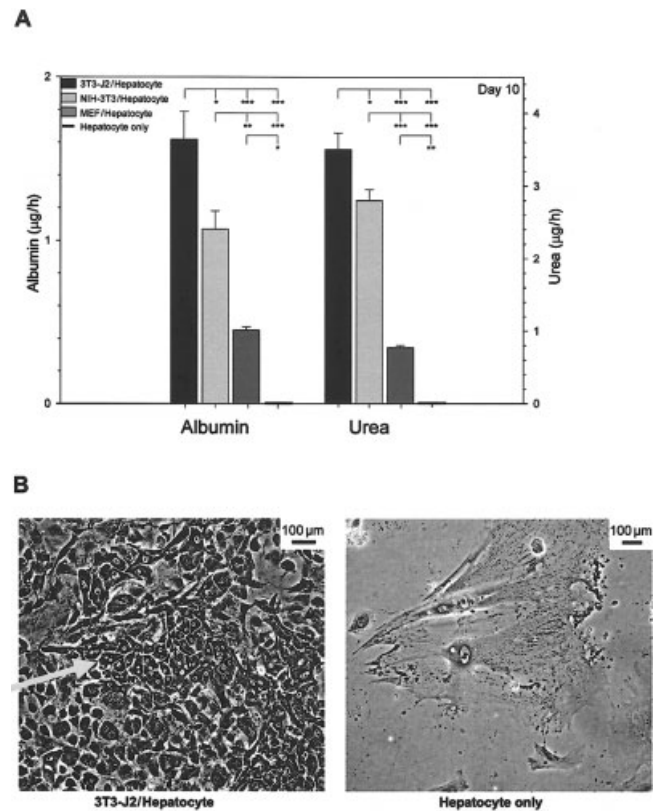 A
2
3T3-J2/Hepatocyte
NIH-3T3/Hepatocyte
MEF/Hepatocyte
Hepatocyte only
Day 10
* *** ***
* *** ***
** ***
*** ***
*
**
4
3
1
2
1
0
0
Albumin (µg/h)
Urea (µg/h)
Albumin Urea
B
100 µm
100 µm
3T3-J2/Hepatocyte
Hepatocyte only